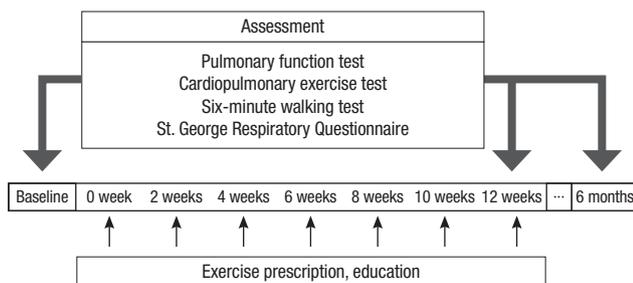 Assessment
Pulmonary function test
Cardiopulmonary exercise test
Six-minute walking test
St. George Respiratory Questionnaire
Baseline 0 week 2 weeks 4 weeks 6 weeks 8 weeks 10 weeks 12 weeks ... 6 months
Exercise prescription, education